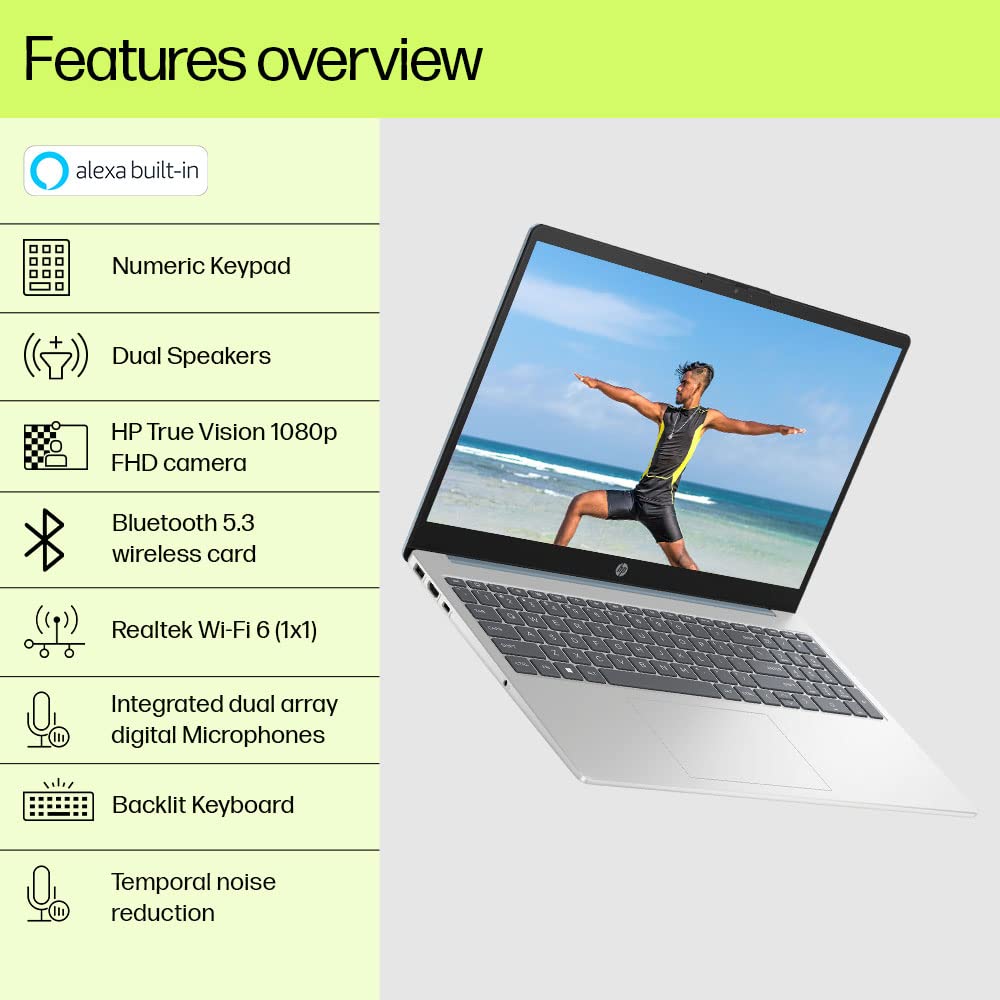 Features overview
alexa built-in
Numeric Keypad
Dual Speakers
HP True Vision 1080p
FHD camera
Bluetooth 5.3
wireless card
Realtek Wi-Fi 6 (1x1)
Integrated dual array
digital Microphones
Backlit Keyboard
Temporal noise
reduction
hp